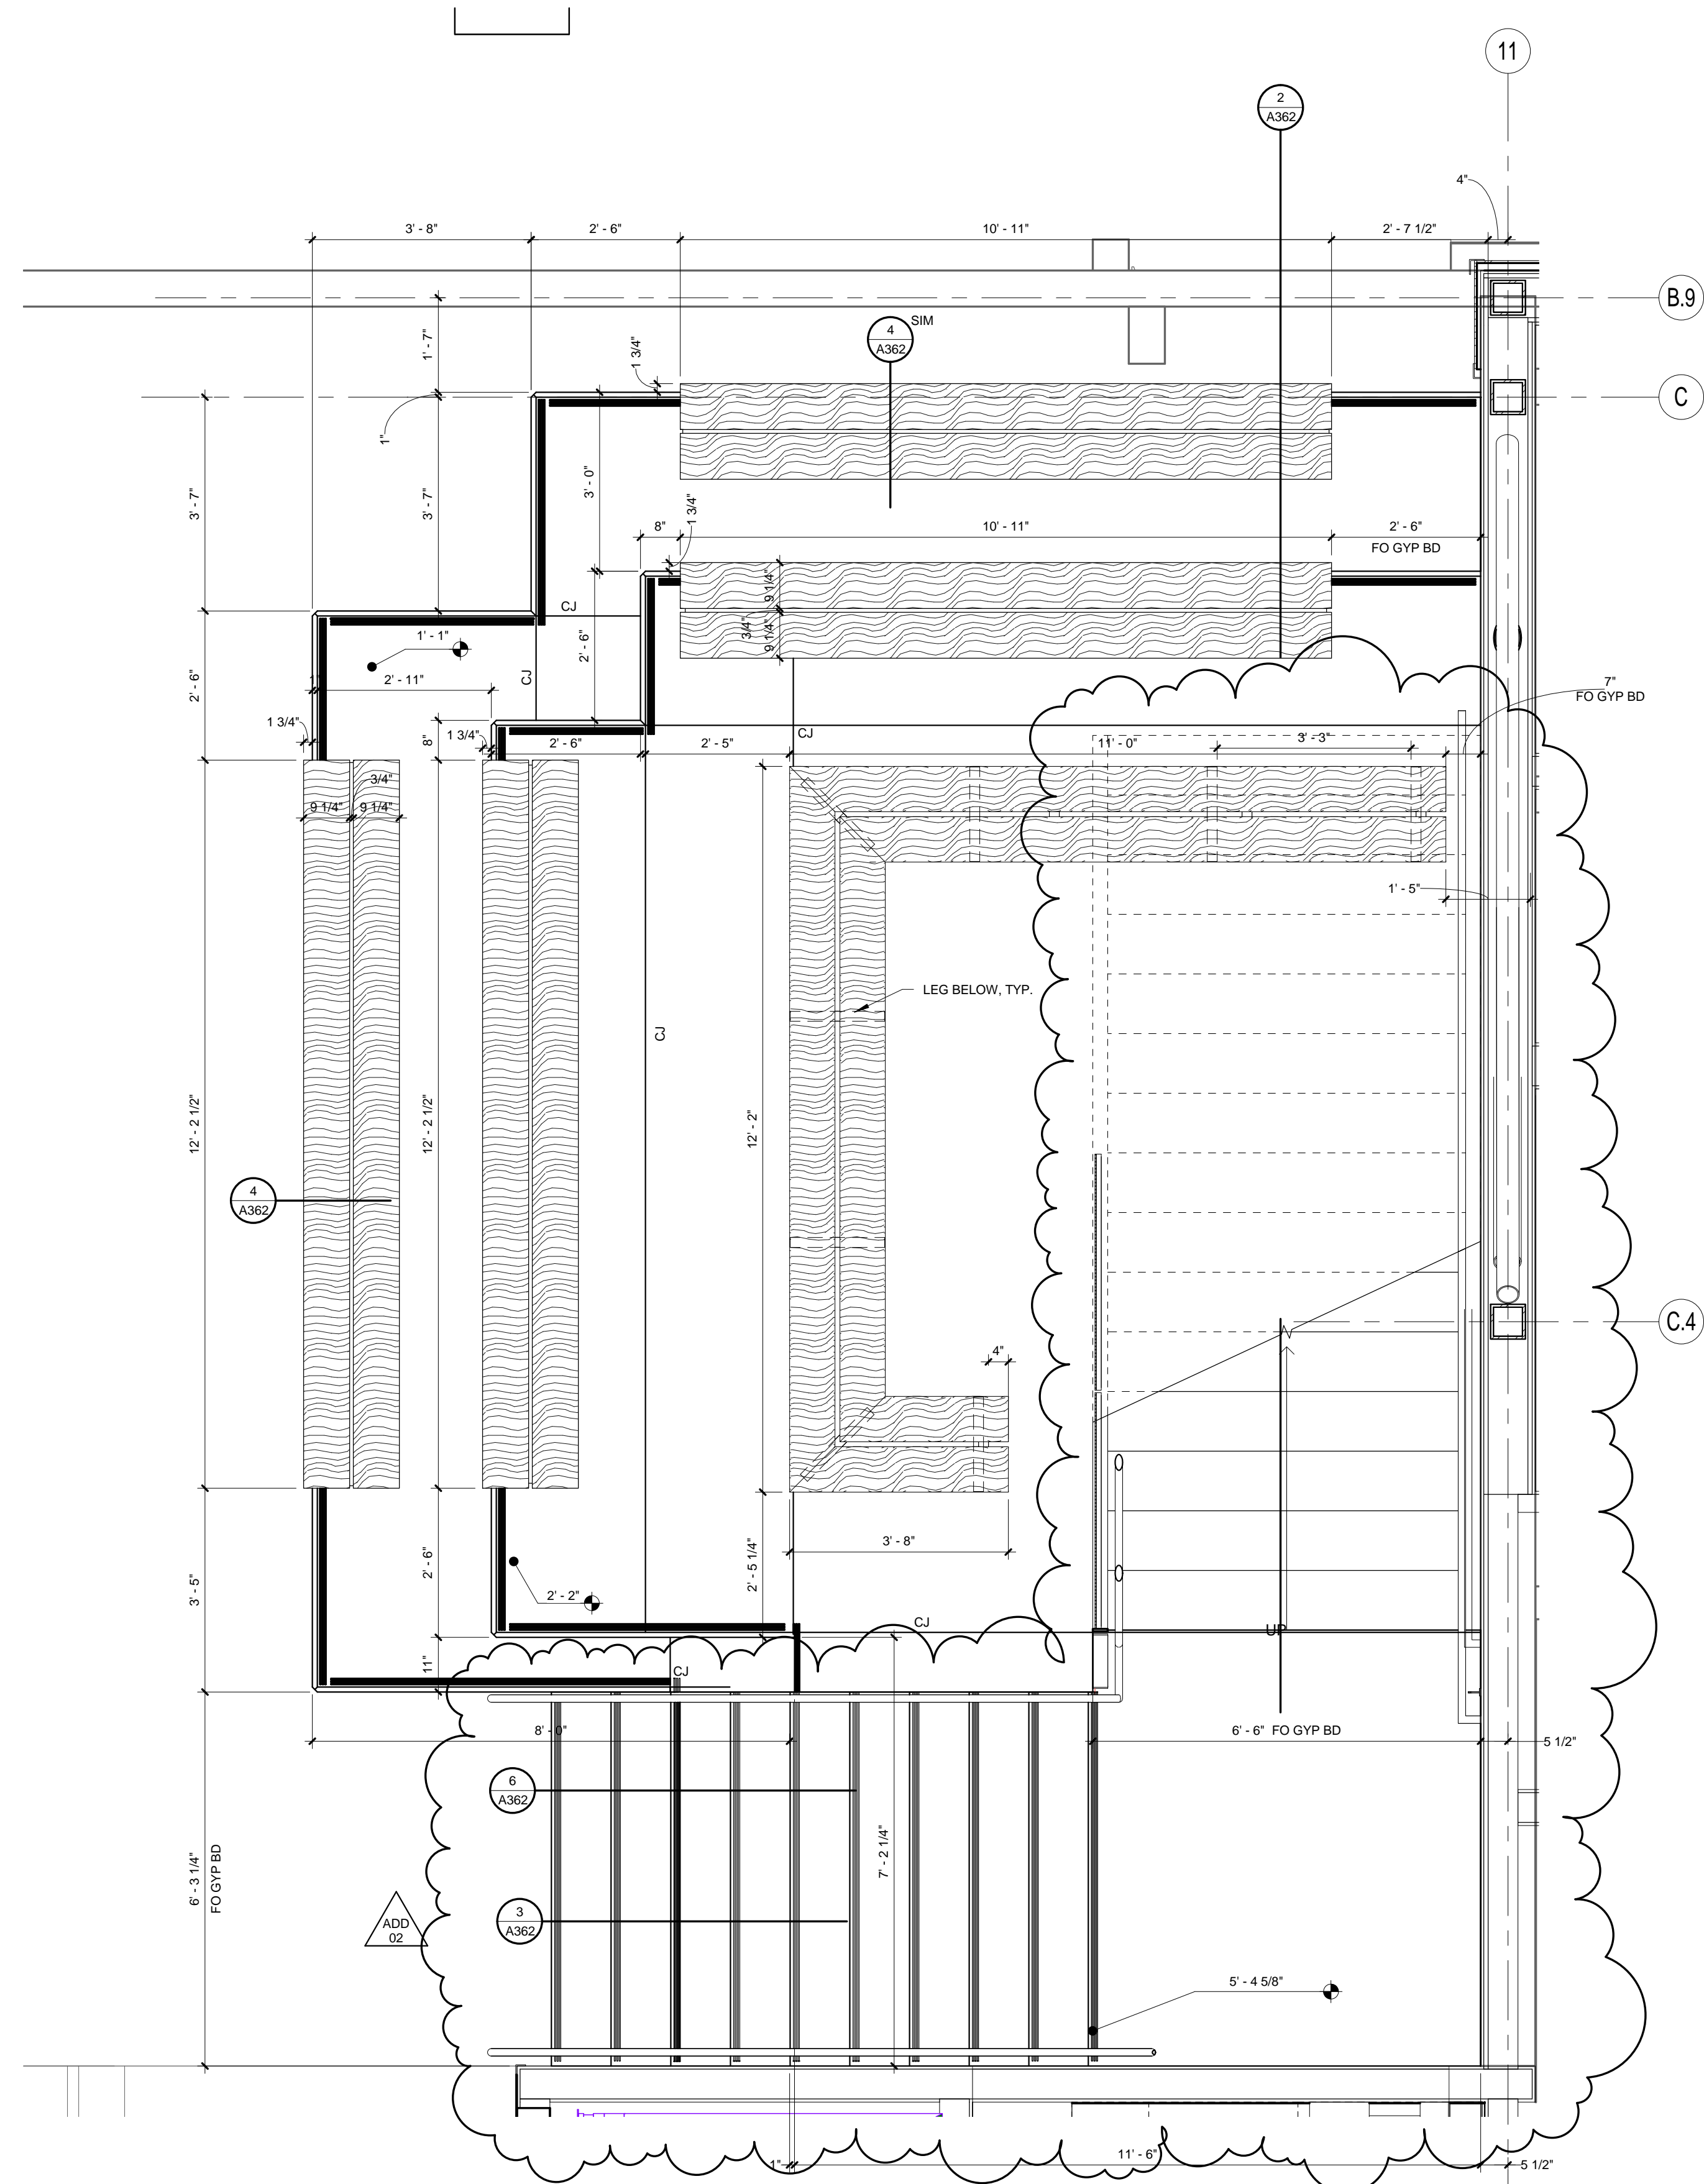 11
2
A362
4"
3' - 8"
2' - 6"
10' - 11"
2' - 7 1/2"
B.9
4
A362
SIM
1' - 7"
1 3/4"
C
1"
3' - 7"
3' - 7"
3' - 0"
1 3/4"
8"
10' - 11"
2' - 6"
FO GYP BD
9 1/4"
3/4"
9 1/4"
CJ
1' - 1"
2' - 6"
CJ
2' - 6"
1"
2' - 11"
7"
FO GYP BD
1 3/4"
8"
1 3/4"
2' - 6"
2' - 5"
CJ
11' - 0"
3' - 3"
3/4"
9 1/4"
9 1/4"
1' - 5"
LEG BELOW, TYP.
CJ
12' - 2 1/2"
12' - 2 1/2"
12' - 2"
4
A362
C.4
4"
3' - 8"
2' - 5 1/4"
2' - 6"
3' - 5"
2' - 2"
CJ
UP
11"
CJ
8' - 0"
6' - 6" FO GYP BD
5 1/2"
6
A362
7' - 2 1/4"
6' - 3 1/4"
FO GYP BD
3
A362
ADD
02
5' - 4 5/8"
1"
11' - 6"
5 1/2"